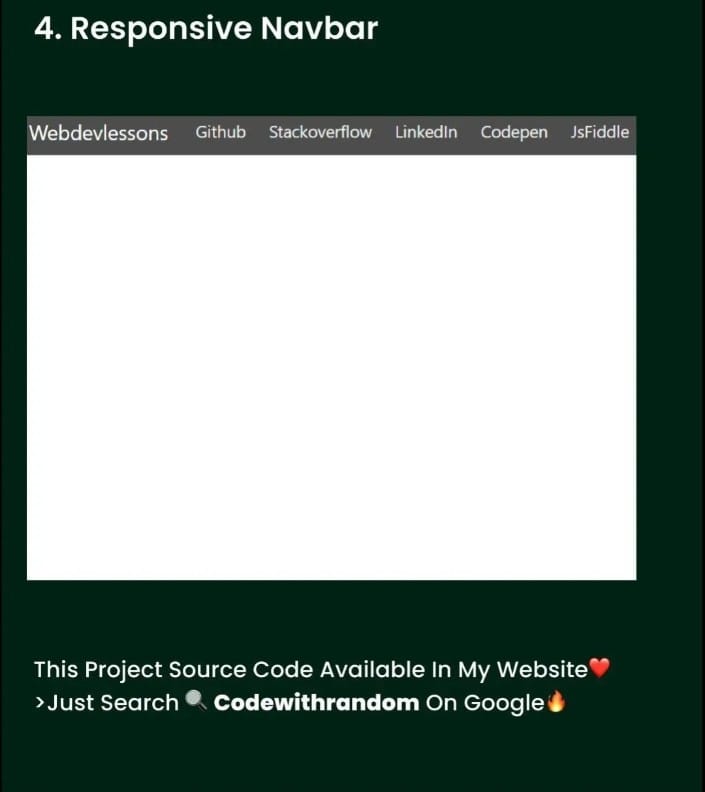 4. Responsive Navbar
Webdevlessons Github Stackoverflow LinkedIn Codepen JsFiddle
This Project Source Code Available In My Website❤️
>Just Search 🔍 Codewithrandom On Google🔥